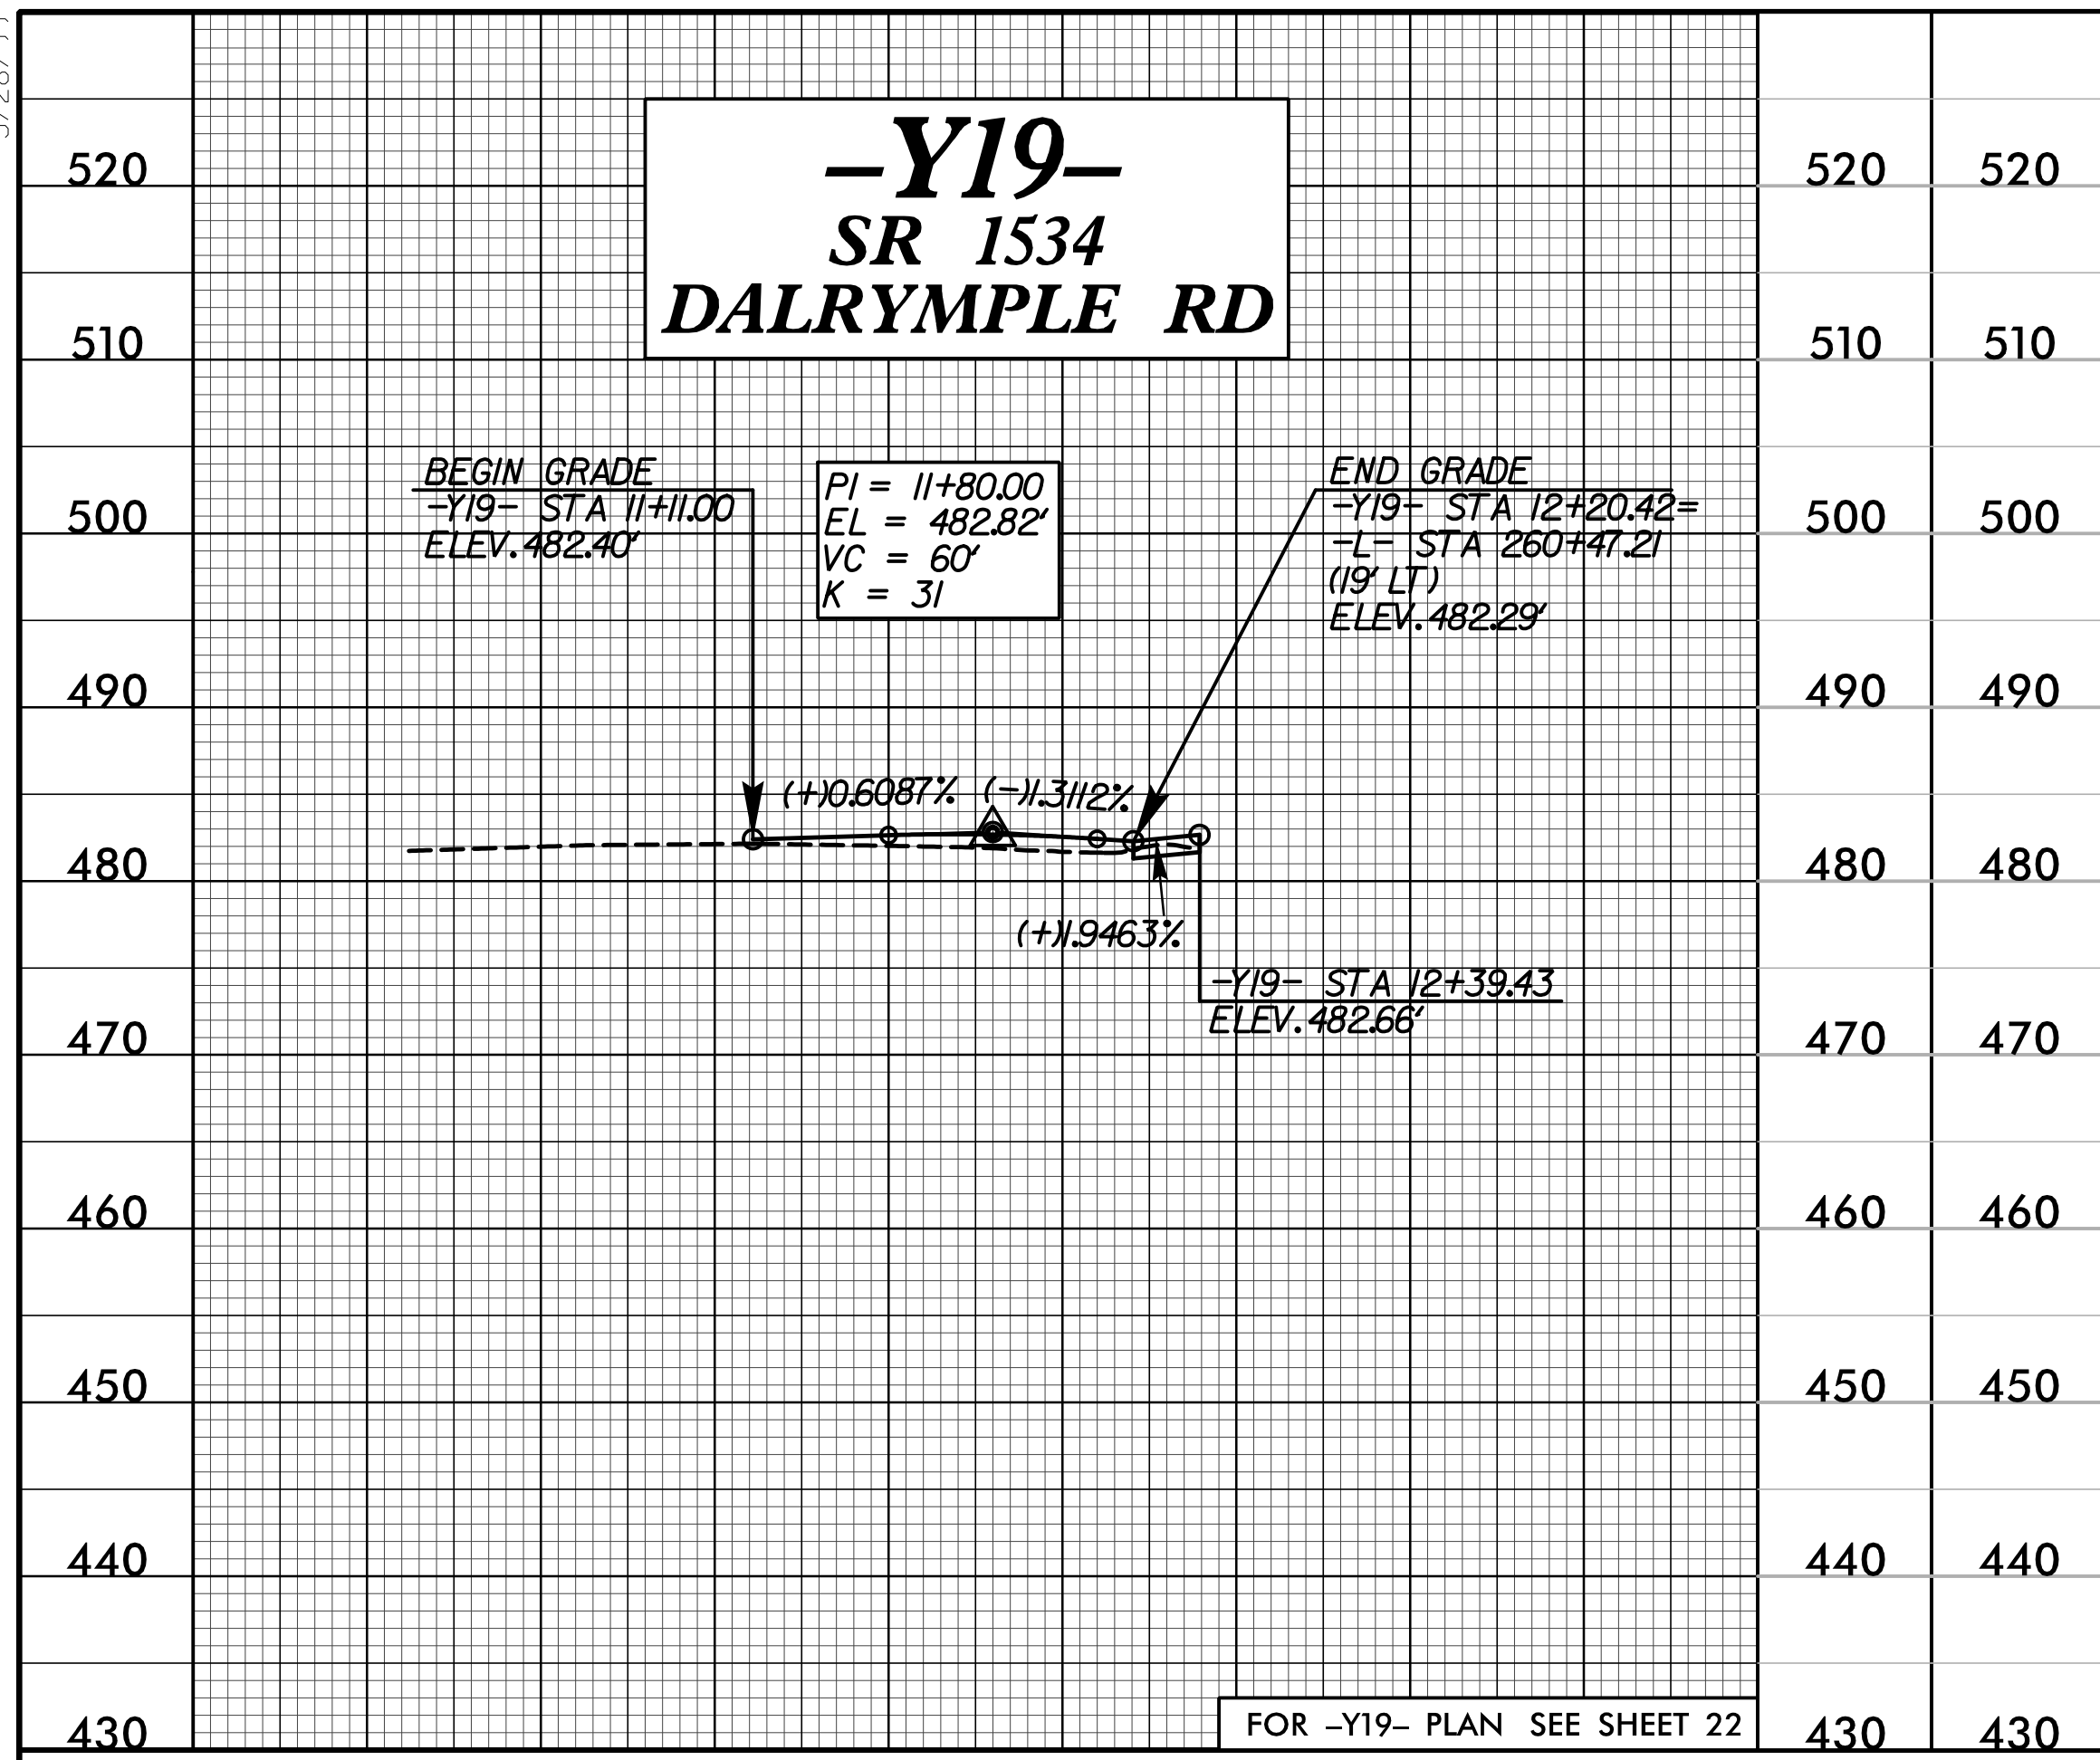 –Y19–
SR 1534
DALRYMPLE RD
520
510
500
490
480
470
460
450
440
430
BEGIN GRADE
-Y19- STA 11+11.00
ELEV. 482.40'
PI = 11+80.00
EL = 482.82'
VC = 60'
K = 31
END GRADE
-Y19- STA 12+20.42=
-L- STA 260+47.21
(19' LT)
ELEV. 482.29'
(+)0.6087%
(-)1.3112%
(+)1.9463%
-Y19- STA 12+39.43
ELEV. 482.66'
FOR –Y19– PLAN SEE SHEET 22
520 520
510 510
500 500
490 490
480 480
470 470
460 460
450 450
440 440
430 430